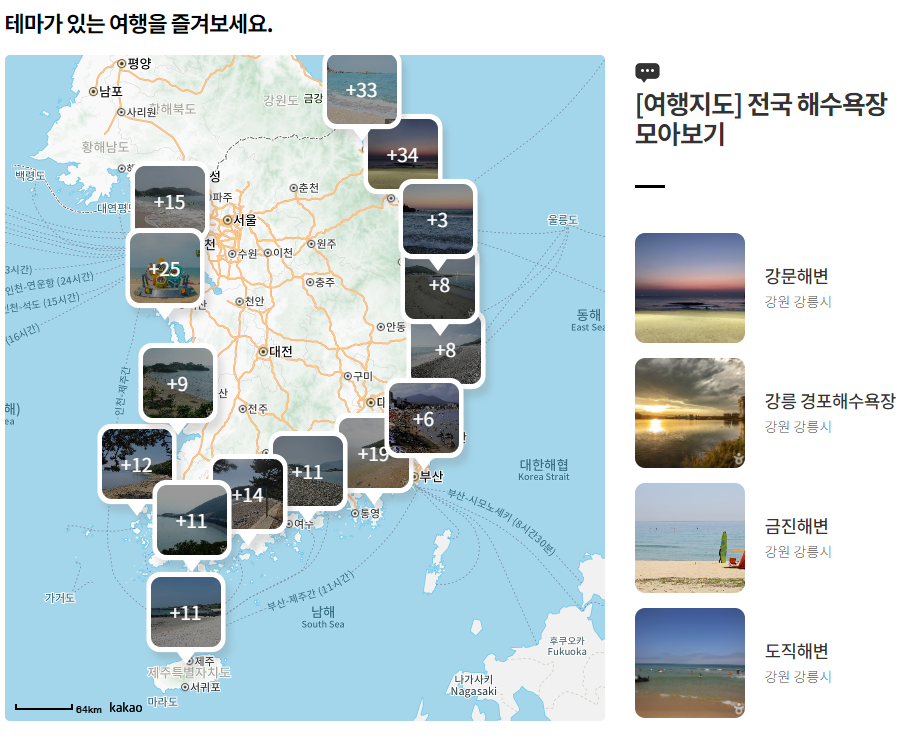 테마가 있는 여행을 즐겨보세요.
평양
남포
사리원
황해북도
강원도
금강
황해남도
+33
+34
백령도
해
성
+15
파주
춘천
대연평도
서울
+3
울릉도
천
수원
이천
원주
+25
3시간)
인천-연운항 (24시간)
인천-석도 (15시간)
충주
+8
천안
산
동해
East Sea
(16시간)
안동
대전
+8
인천-제주간
+9
구미
산
전주
대
해)
ea
+6
+12
+19
+11
산
부산
대한해협
Korea Strait
+14
부산-시모노세키 (8시간30분)
+11
여수
통영
가거도
부산-제주간 (11시간)
+11
남해
South Sea
후쿠오카
Fukuoka
제주
제주특별자치도
나가사키
Nagasaki
서귀포
마라도
64km
kakao
[여행지도] 전국 해수욕장
모아보기
강문해변
강원 강릉시
강릉 경포해수욕장
강원 강릉시
금진해변
강원 강릉시
도직해변
강원 강릉시